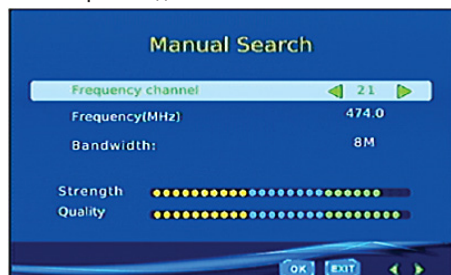 Manual Search
Frequency channel 21
Frequency(MHz) 474.0
Bandwidth: 8M
Strength
Quality
OK EXIT